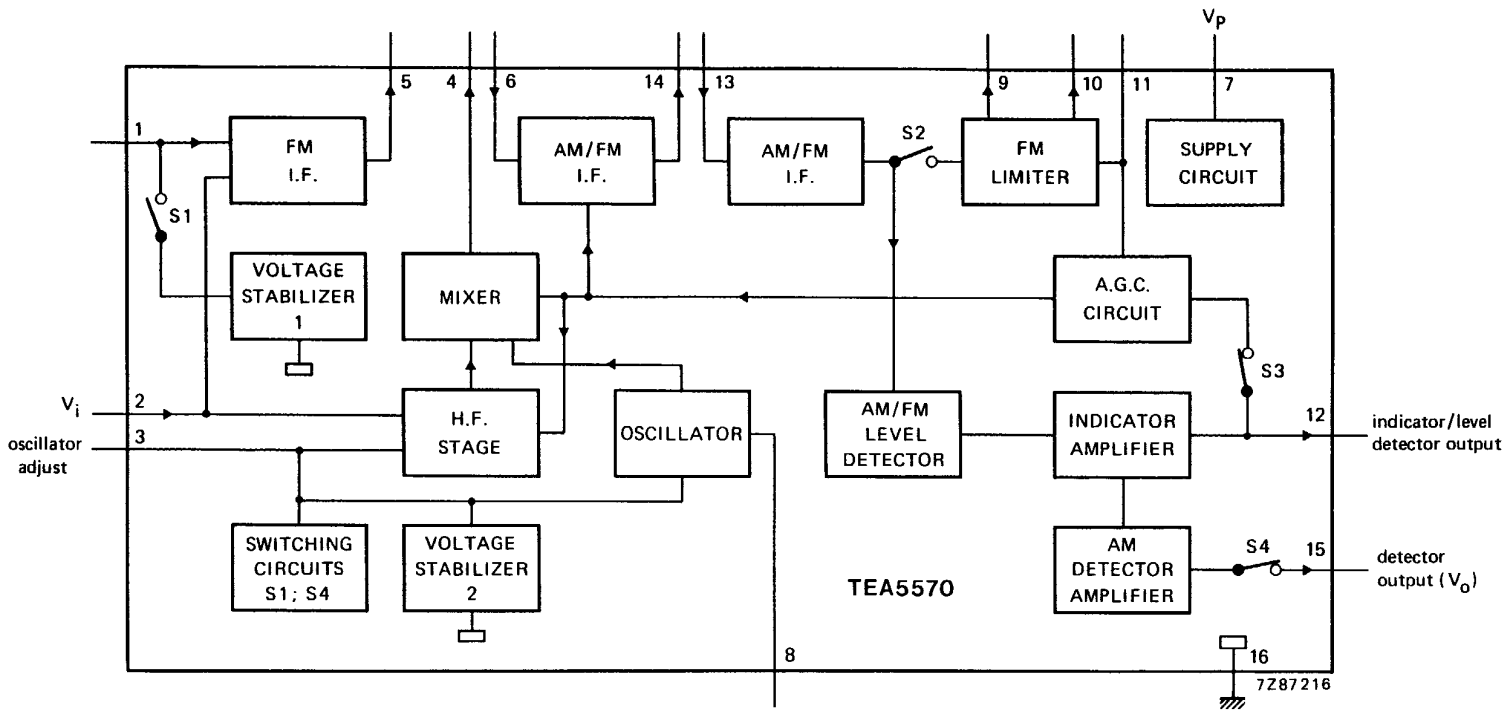 V_P
5
4
6
14
13
9
10
11
7
1
FM
I.F.
AM/FM
I.F.
AM/FM
I.F.
S2
FM
LIMITER
SUPPLY
CIRCUIT
S1
VOLTAGE
STABILIZER
1
MIXER
A.G.C.
CIRCUIT
S3
V_i
2
oscillator
adjust
3
H.F.
STAGE
OSCILLATOR
AM/FM
LEVEL
DETECTOR
INDICATOR
AMPLIFIER
12
indicator/level
detector output
SWITCHING
CIRCUITS
S1; S4
VOLTAGE
STABILIZER
2
TEA5570
AM
DETECTOR
AMPLIFIER
S4
15
detector
output (V_o)
8
16
7Z87216